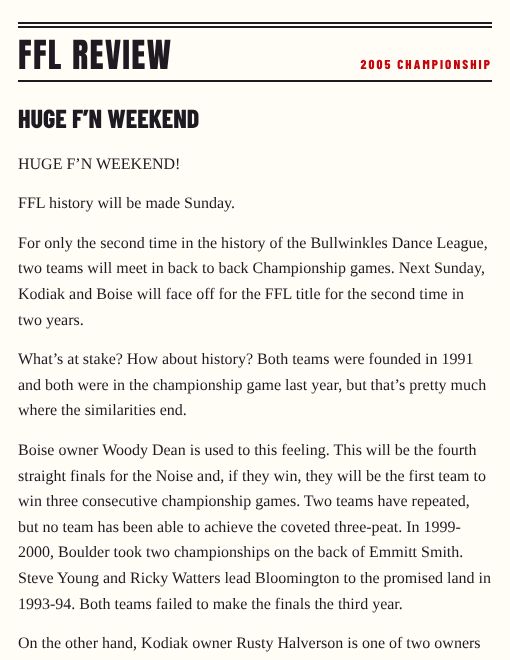 FFL REVIEW
2005 CHAMPIONSHIP
HUGE F’N WEEKEND
HUGE F’N WEEKEND!
FFL history will be made Sunday.
For only the second time in the history of the Bullwinkles Dance League,
two teams will meet in back to back Championship games. Next Sunday,
Kodiak and Boise will face off for the FFL title for the second time in
two years.
What’s at stake? How about history? Both teams were founded in 1991
and both were in the championship game last year, but that’s pretty much
where the similarities end.
Boise owner Woody Dean is used to this feeling. This will be the fourth
straight finals for the Noise and, if they win, they will be the first team to
win three consecutive championship games. Two teams have repeated,
but no team has been able to achieve the coveted three-peat. In 1999-
2000, Boulder took two championships on the back of Emmitt Smith.
Steve Young and Ricky Watters lead Bloomington to the promised land in
1993-94. Both teams failed to make the finals the third year.
On the other hand, Kodiak owner Rusty Halverson is one of two owners